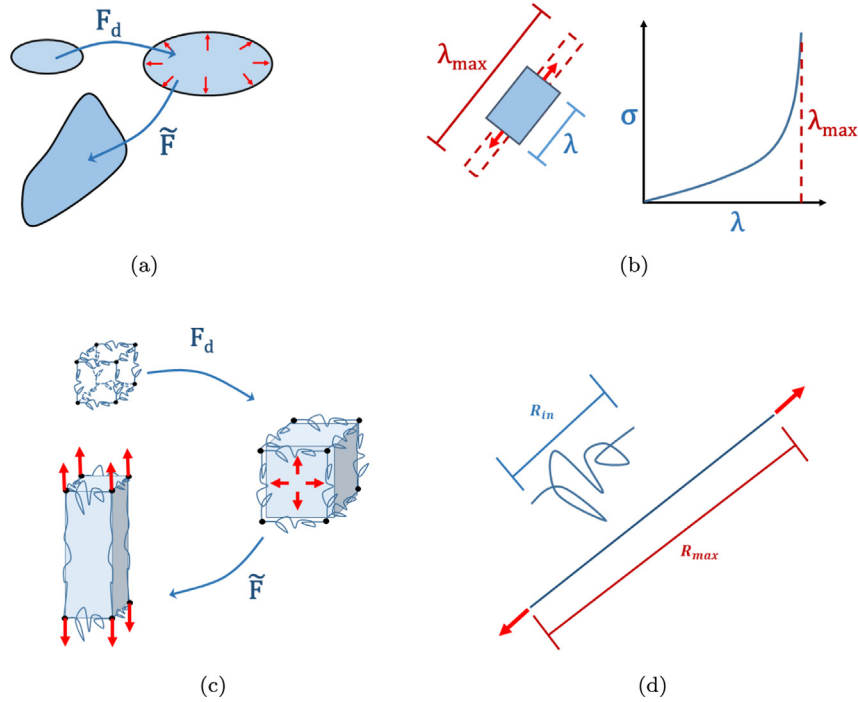 F_d
F̃
(a)
λ_max
λ
σ
λ_max
λ
(b)
F_d
F̃
(c)
R_in
R_max
(d)